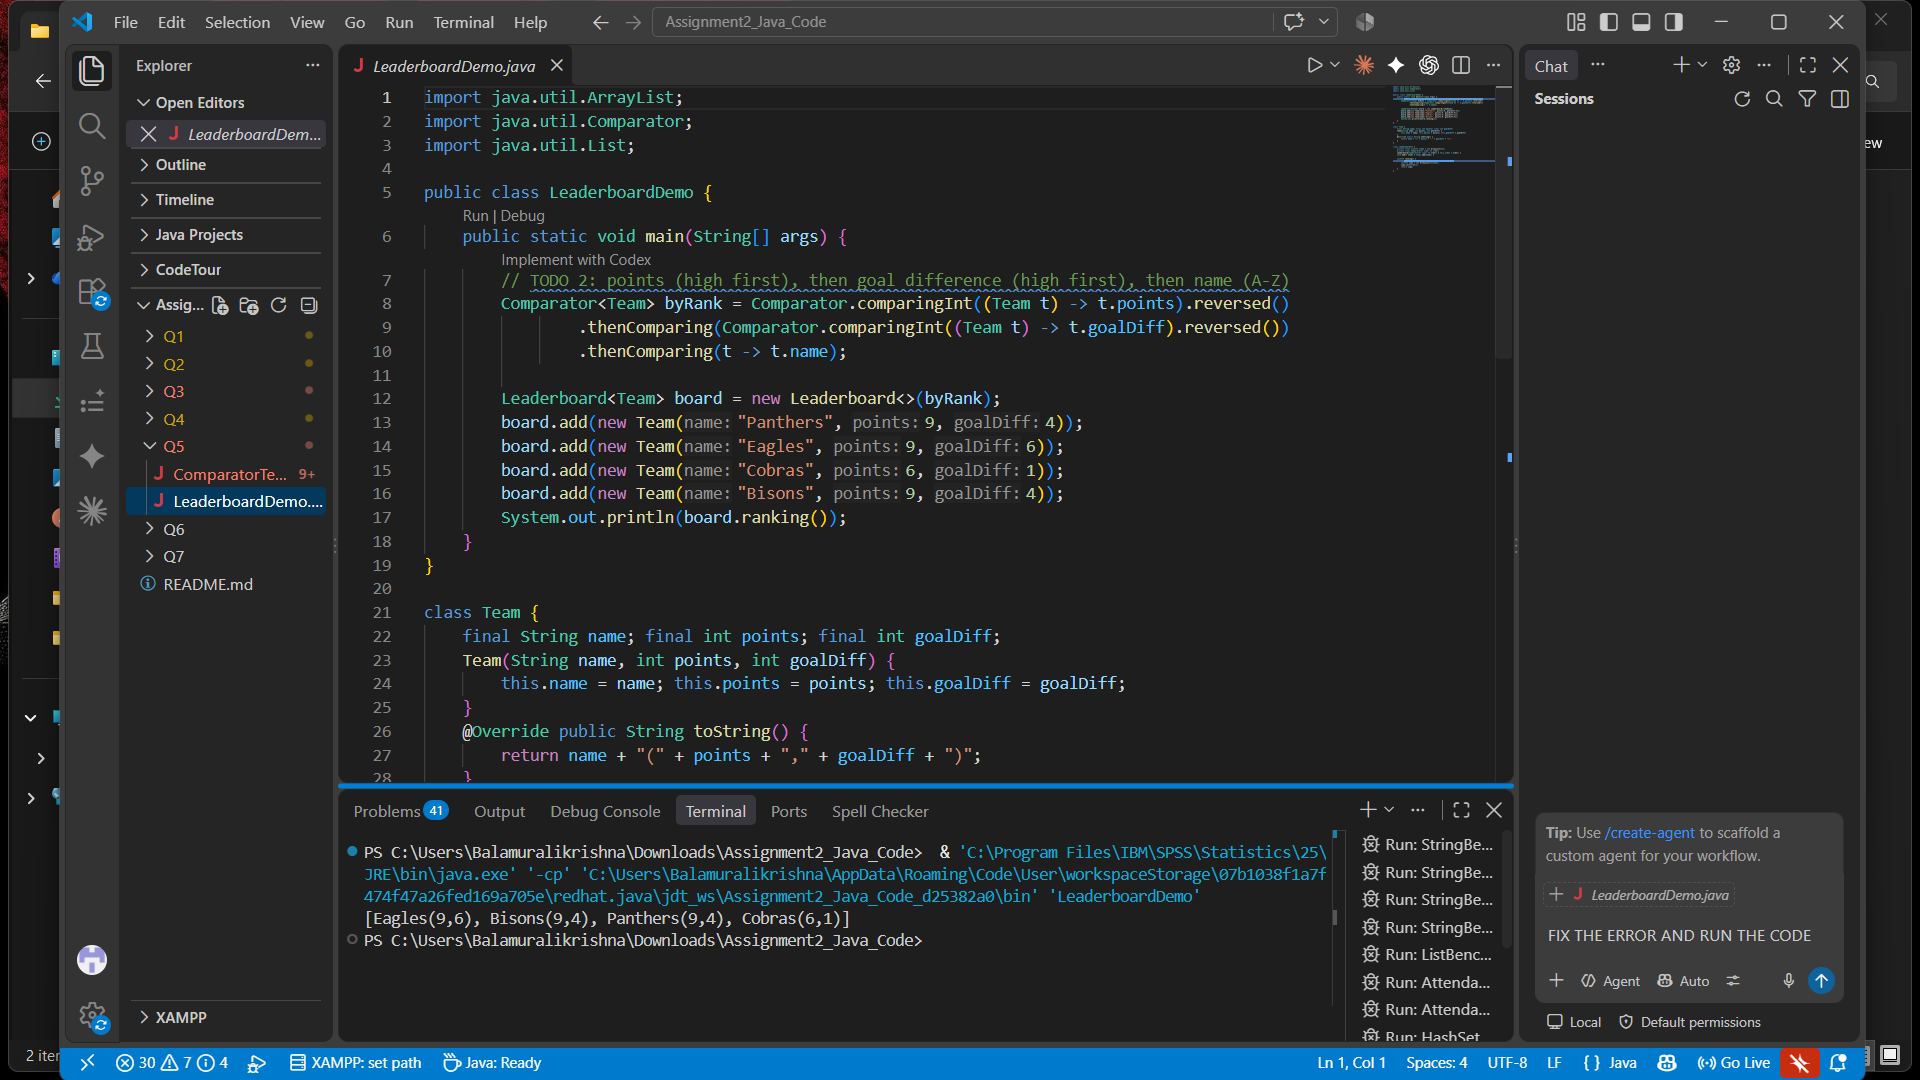 File Edit Selection View Go Run Terminal Help
Assignment2_Java_Code
Explorer
Open Editors
LeaderboardDem...
Outline
Timeline
Java Projects
CodeTour
Assig...
Q1
Q2
Q3
Q4
Q5
ComparatorTe... 9+
LeaderboardDemo....
Q6
Q7
README.md
XAMPP
2 iter
LeaderboardDemo.java
1 import java.util.ArrayList;
2 import java.util.Comparator;
3 import java.util.List;
4
5 public class LeaderboardDemo {
Run | Debug
6 public static void main(String[] args) {
Implement with Codex
7 // TODO 2: points (high first), then goal difference (high first), then name (A-Z)
8 Comparator<Team> byRank = Comparator.comparingInt((Team t) -> t.points).reversed()
9 .thenComparing(Comparator.comparingInt((Team t) -> t.goalDiff).reversed())
10 .thenComparing(t -> t.name);
11
12 Leaderboard<Team> board = new Leaderboard<>(byRank);
13 board.add(new Team(name: "Panthers", points: 9, goalDiff: 4));
14 board.add(new Team(name: "Eagles", points: 9, goalDiff: 6));
15 board.add(new Team(name: "Cobras", points: 6, goalDiff: 1));
16 board.add(new Team(name: "Bisons", points: 9, goalDiff: 4));
17 System.out.println(board.ranking());
18 }
19 }
20
21 class Team {
22 final String name; final int points; final int goalDiff;
23 Team(String name, int points, int goalDiff) {
24 this.name = name; this.points = points; this.goalDiff = goalDiff;
25 }
26 @Override public String toString() {
27 return name + "(" + points + "," + goalDiff + ")";
28 }
Problems 41 Output Debug Console Terminal Ports Spell Checker
PS C:\Users\Balamuralikrishna\Downloads\Assignment2_Java_Code> & 'C:\Program Files\IBM\SPSS\Statistics\25\
JRE\bin\java.exe' '-cp' 'C:\Users\Balamuralikrishna\AppData\Roaming\Code\User\workspaceStorage\07b1038f1a7f
474f47a26fed169a705e\redhat.java\jdt_ws\Assignment2_Java_Code_d25382a0\bin' 'LeaderboardDemo'
[Eagles(9,6), Bisons(9,4), Panthers(9,4), Cobras(6,1)]
PS C:\Users\Balamuralikrishna\Downloads\Assignment2_Java_Code>
Run: StringBe...
Run: StringBe...
Run: StringBe...
Run: StringBe...
Run: ListBenc...
Run: Attenda...
Run: Attenda...
Run: HashSet
Chat
Sessions
ew
Tip: Use /create-agent to scaffold a
custom agent for your workflow.
LeaderboardDemo.java
FIX THE ERROR AND RUN THE CODE
Agent Auto
Local Default permissions
30 7 4 XAMPP: set path Java: Ready Ln 1, Col 1 Spaces: 4 UTF-8 LF { } Java Go Live